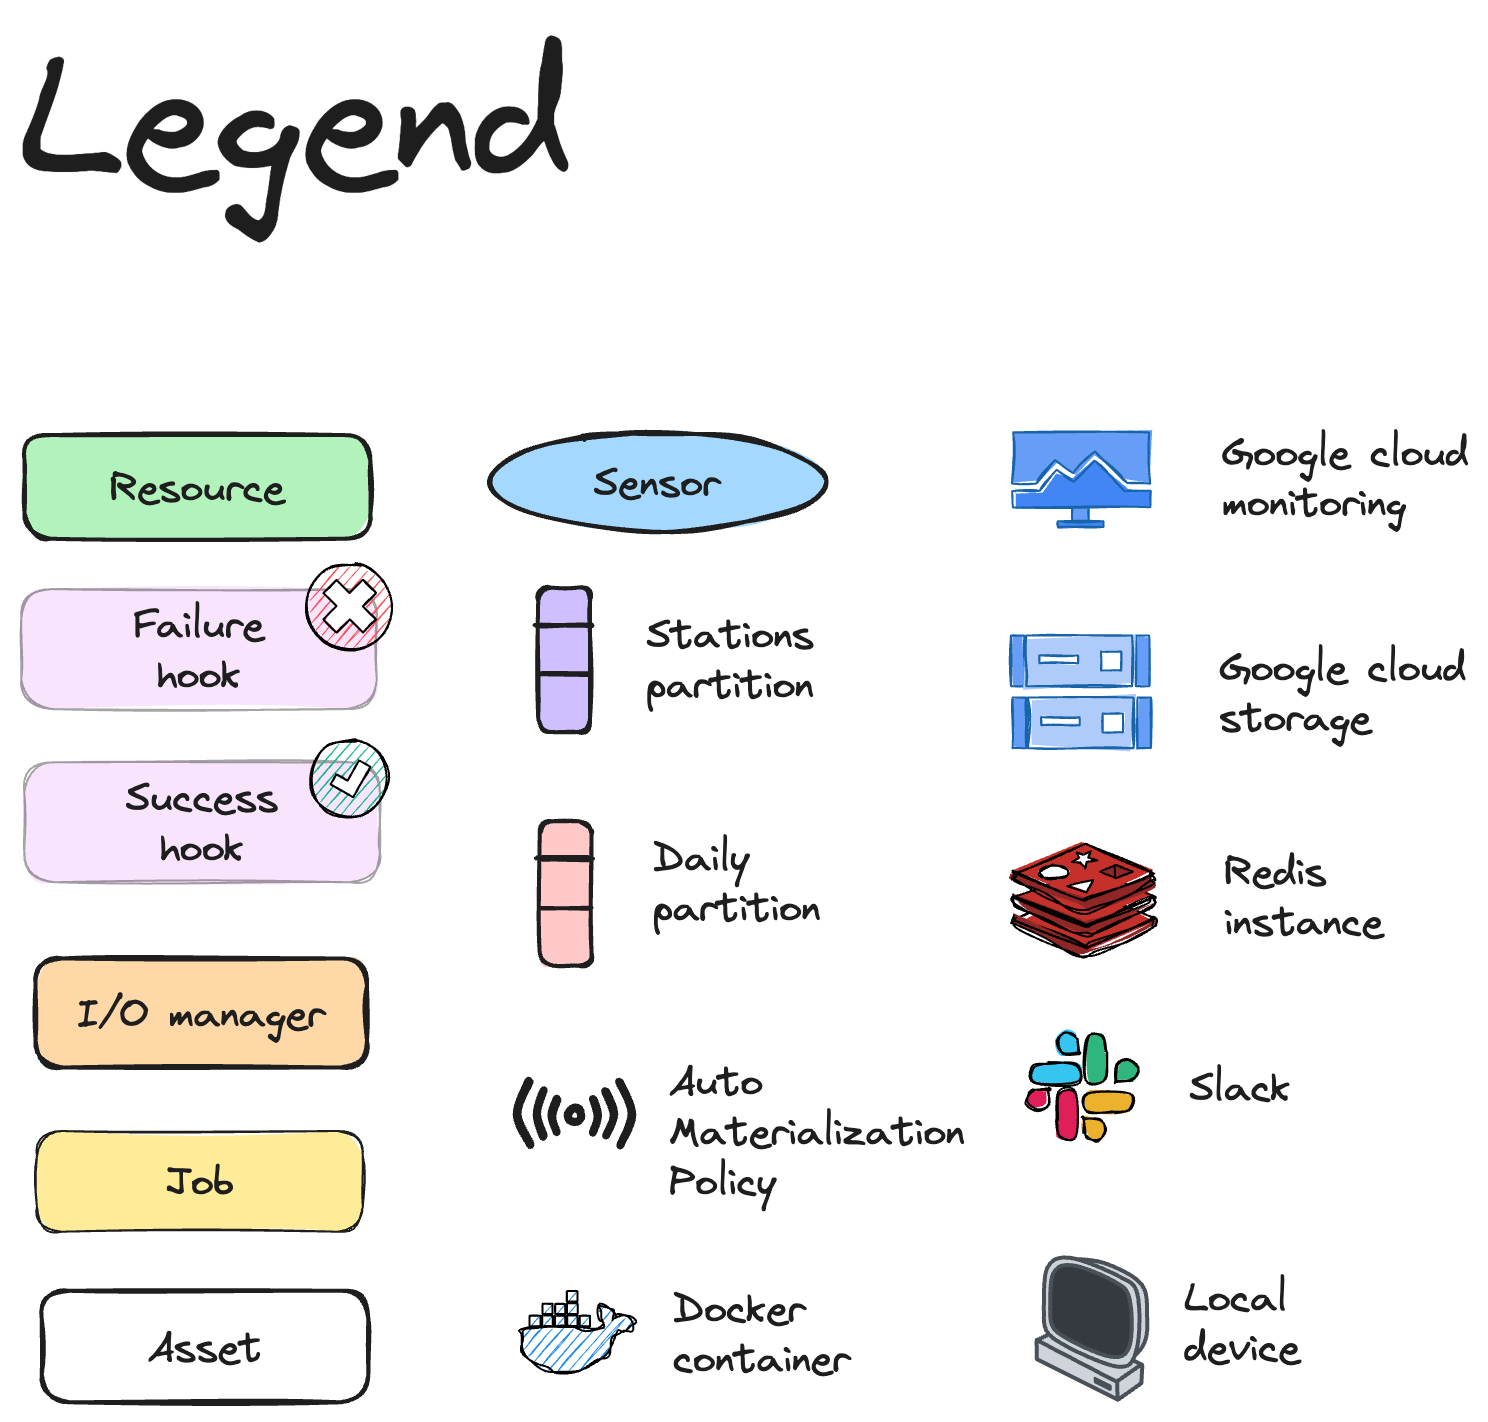 Legend
Resource
Failure
hook
Success
hook
I/O manager
Job
Asset
Sensor
Stations
partition
Daily
partition
Auto
Materialization
Policy
Docker
container
Google cloud
monitoring
Google cloud
storage
Redis
instance
Slack
Local
device